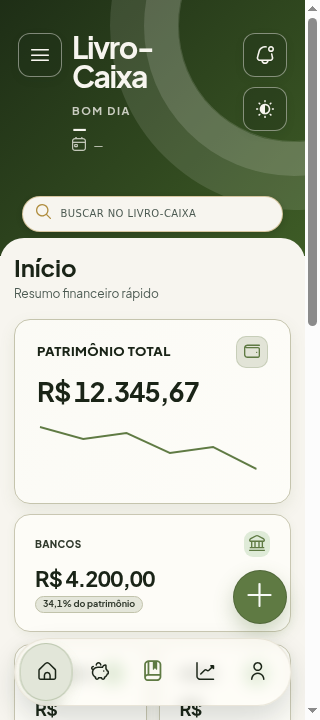 Livro-
Caixa
BOM DIA
—
—
BUSCAR NO LIVRO-CAIXA
Início
Resumo financeiro rápido
PATRIMÔNIO TOTAL
R$ 12.345,67
BANCOS
R$ 4.200,00
34,1% do patrimônio
R$ R$